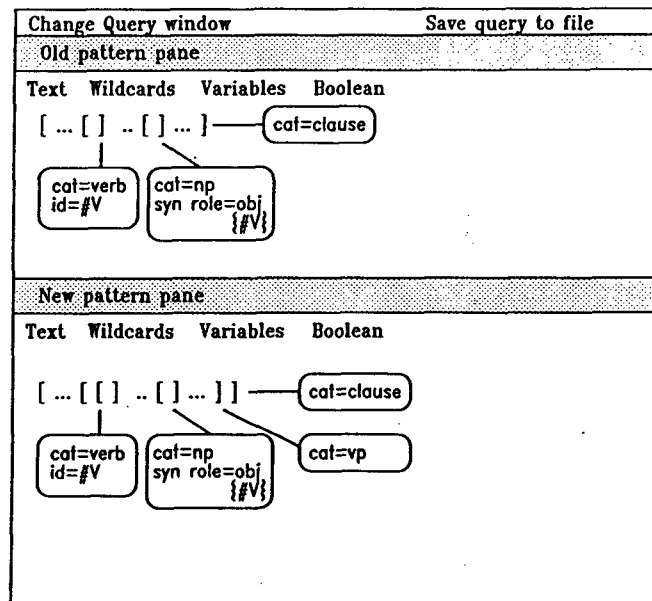 Change Query window Save query to file
Old pattern pane
Text Wildcards Variables Boolean
[ ... [ ] .. [ ] ... ] cat=clause
cat=verb
id=#V
cat=np
syn role=obj
{#V}
New pattern pane
Text Wildcards Variables Boolean
[ ... [ [ ] .. [ ] ... ] ] cat=clause
cat=verb
id=#V
cat=np
syn role=obj
{#V}
cat=vp